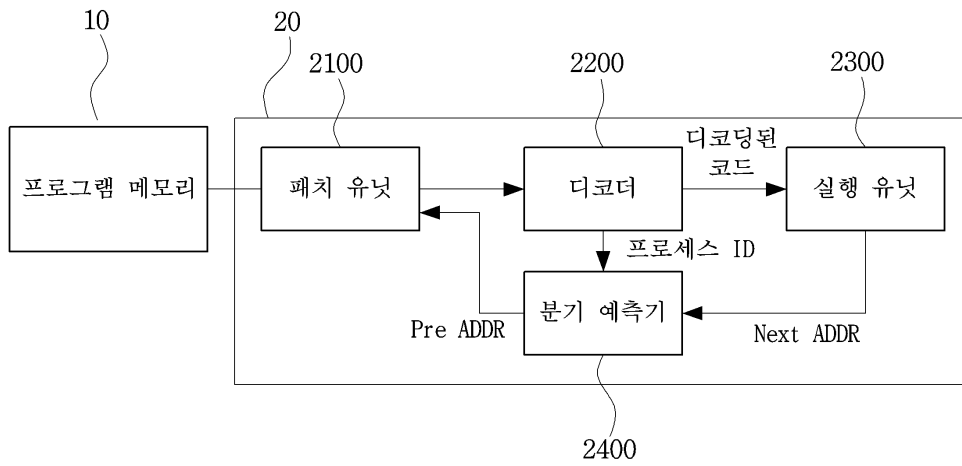 10
20
2100
2200
2300
프로그램 메모리
패치 유닛
디코더
디코딩된
코드
실행 유닛
프로세스 ID
분기 예측기
Pre ADDR
Next ADDR
2400